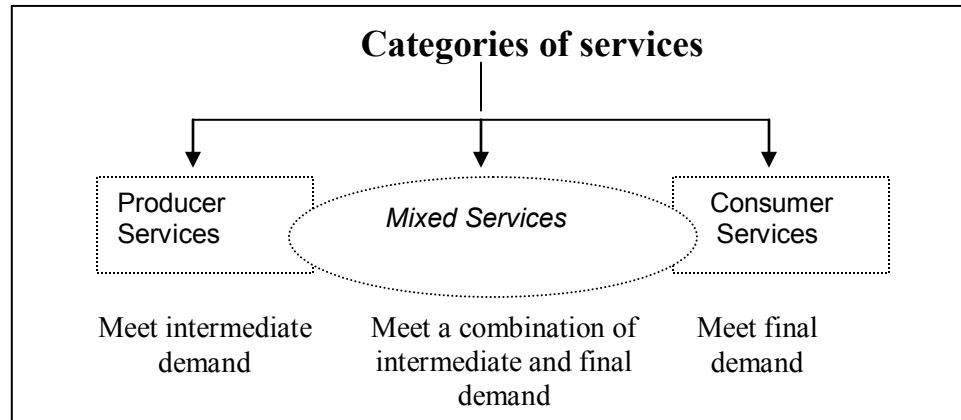 Categories of services
Producer
Services
Mixed Services
Consumer
Services
Meet intermediate
demand
Meet a combination of
intermediate and final
demand
Meet final
demand